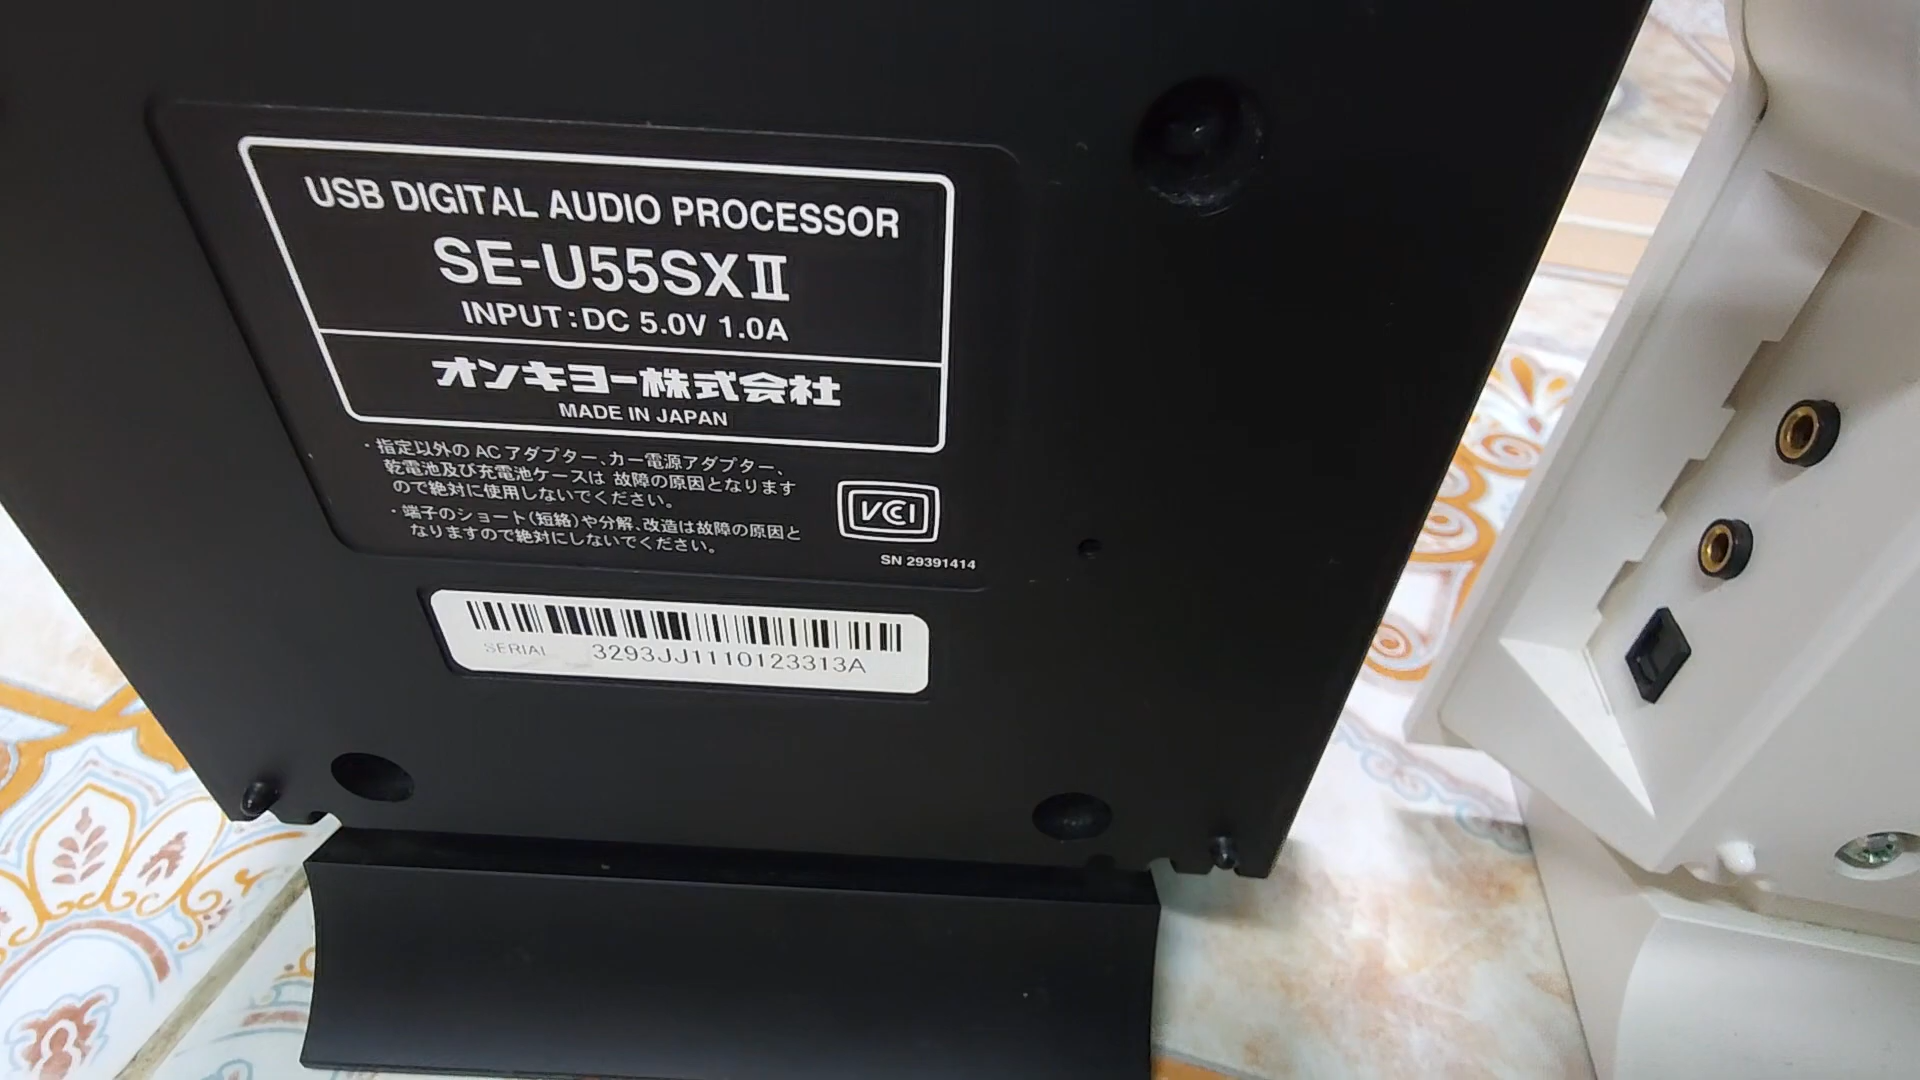 USB DIGITAL AUDIO PROCESSOR
SE-U55SXⅡ
INPUT:DC 5.0V 1.0A
オンキヨー株式会社
MADE IN JAPAN
・指定以外の AC アダプター、カー電源アダプター、
乾電池及び充電池ケースは 故障の原因となります
ので絶対に使用しないでください。
・端子のショート(短絡)や分解、改造は故障の原因と
なりますので絶対にしないでください。
VCCI
SN 29391414
SERIAL 3293JJ1110123313A